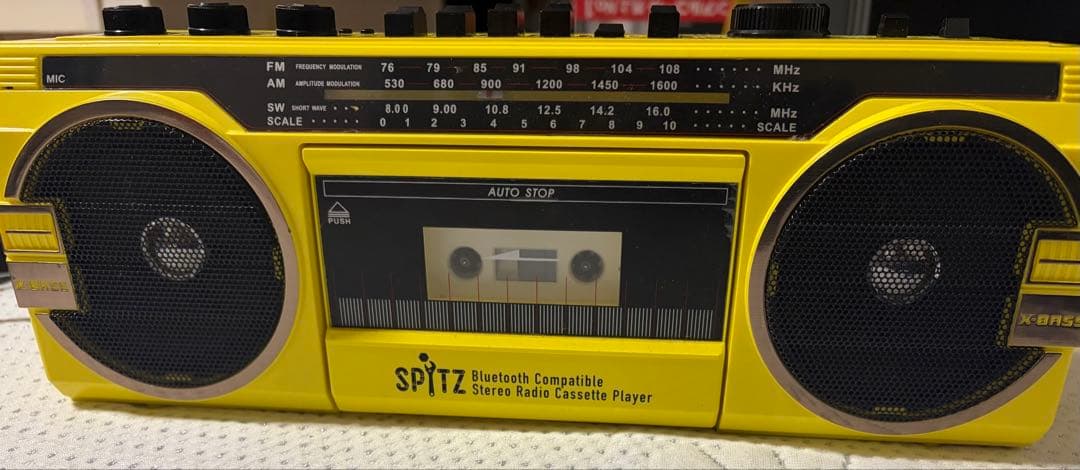 MIC
FM FREQUENCY MODULATION 76 79 85 91 98 104 108 ······ MHz
AM AMPLITUDE MODULATION 530 680 900 1200 1450 1600 ······ KHz
SW SHORT WAVE ··· 8.00 9.00 10.8 12.5 14.2 16.0 ······ MHz
SCALE ····· 0 1 2 3 4 5 6 7 8 9 10 ······ SCALE
AUTO STOP
PUSH
X-BASS
SPITZ Bluetooth Compatible
Stereo Radio Cassette Player